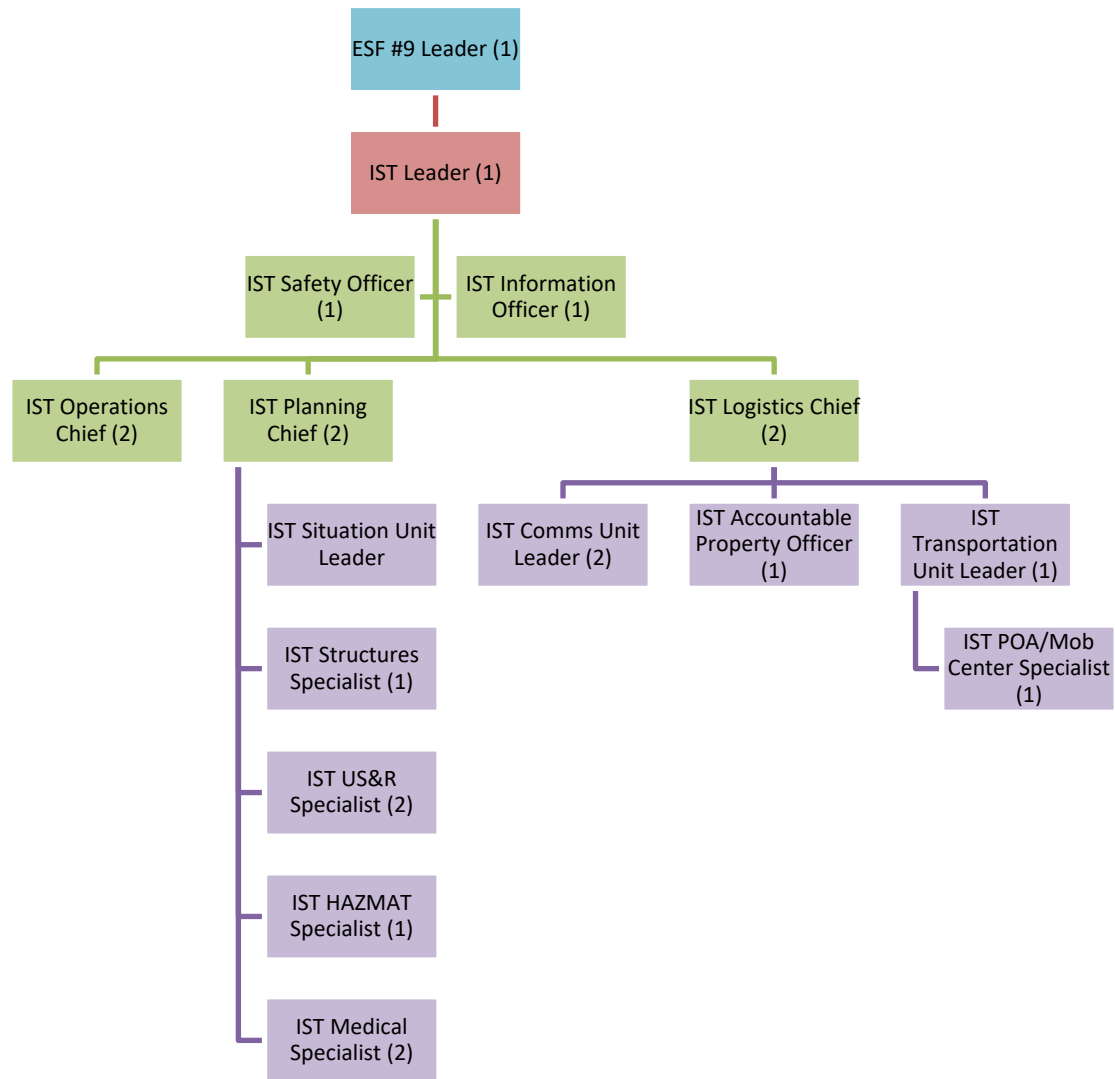 ESF #9 Leader (1)
IST Leader (1)
IST Safety Officer
(1)
IST Information
Officer (1)
IST Operations
Chief (2)
IST Planning
Chief (2)
IST Logistics Chief
(2)
IST Situation Unit
Leader
IST Structures
Specialist (1)
IST US&R
Specialist (2)
IST HAZMAT
Specialist (1)
IST Medical
Specialist (2)
IST Comms Unit
Leader (2)
IST Accountable
Property Officer
(1)
IST
Transportation
Unit Leader (1)
IST POA/Mob
Center Specialist
(1)